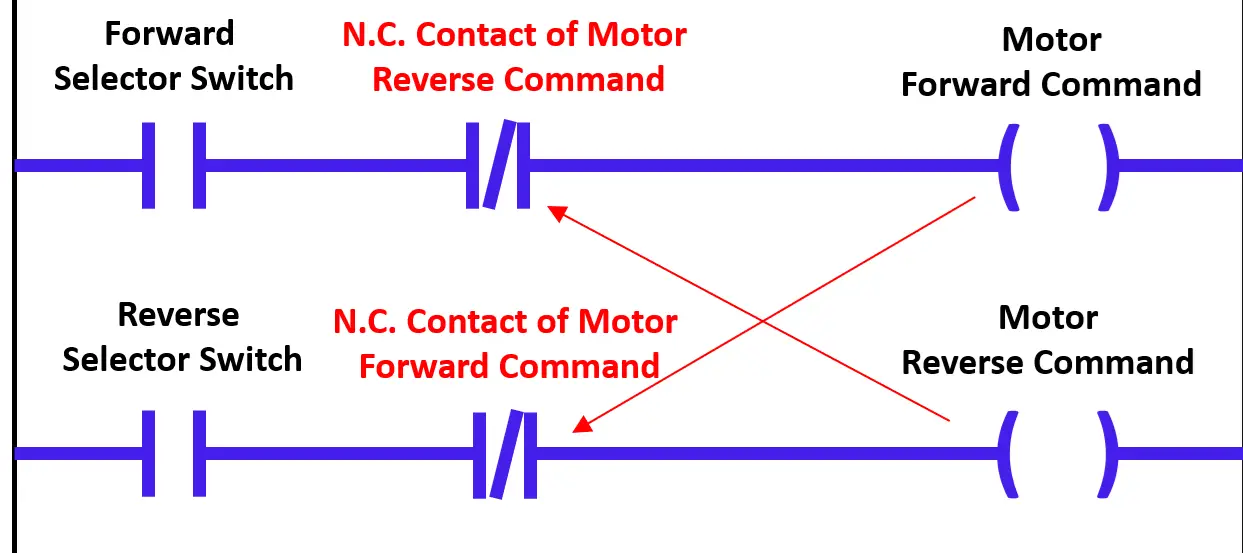 Forward
Selector Switch
N.C. Contact of Motor
Reverse Command
Motor
Forward Command
Reverse
Selector Switch
N.C. Contact of Motor
Forward Command
Motor
Reverse Command